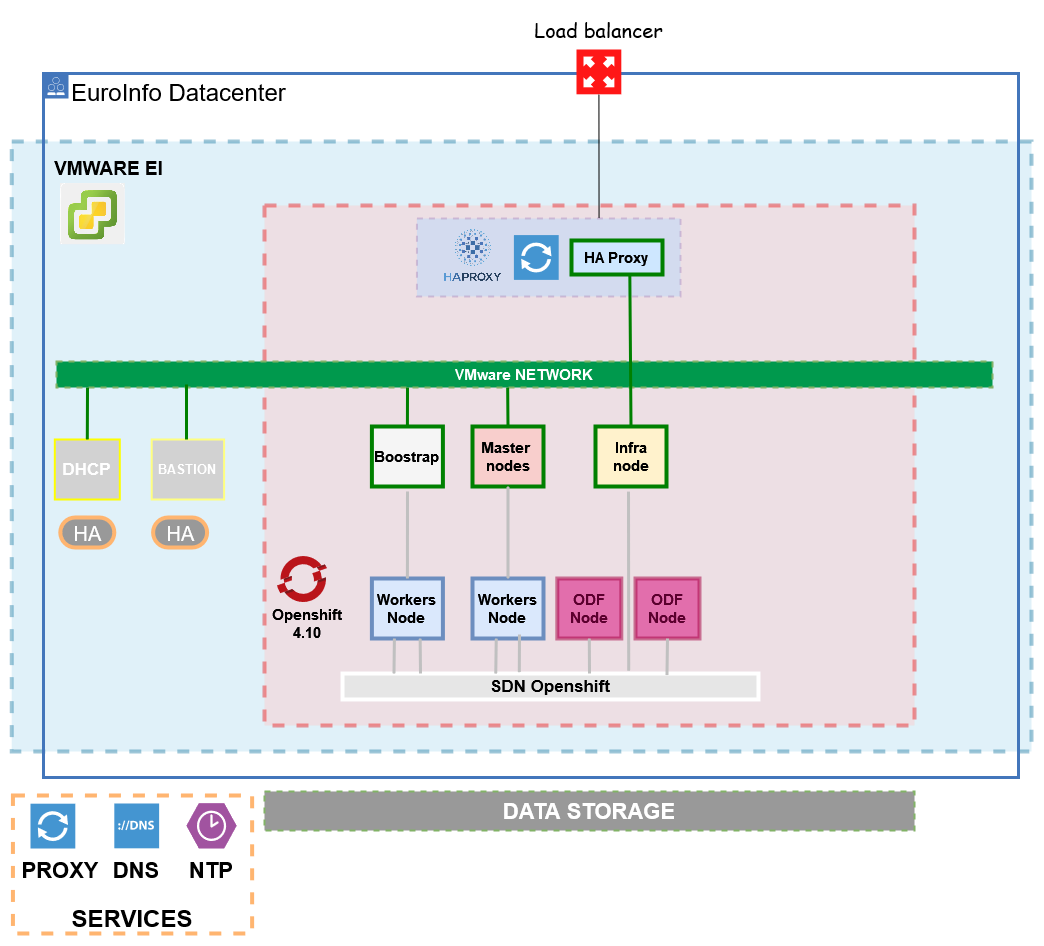 Load balancer
EuroInfo Datacenter
VMWARE EI
HAPROXY
HA Proxy
VMware NETWORK
DHCP
BASTION
Boostrap
Master
nodes
Infra
node
HA
HA
Openshift
4.10
Workers
Node
Workers
Node
ODF
Node
ODF
Node
SDN Openshift
DATA STORAGE
://DNS
PROXY
DNS
NTP
SERVICES